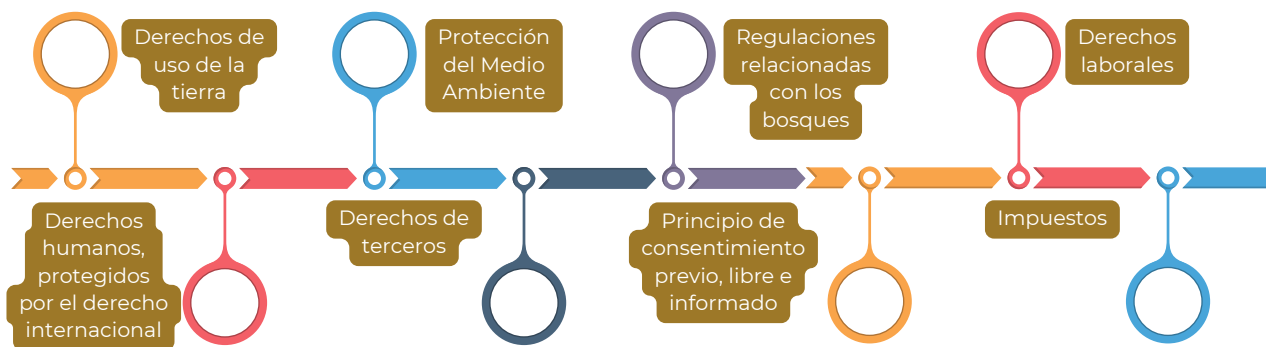 Derechos de
uso de la
tierra
Protección
del Medio
Ambiente
Regulaciones
relacionadas
con los
bosques
Derechos
laborales
Derechos
humanos,
protegidos
por el derecho
internacional
Derechos de
terceros
Principio de
consentimiento
previo, libre e
informado
Impuestos